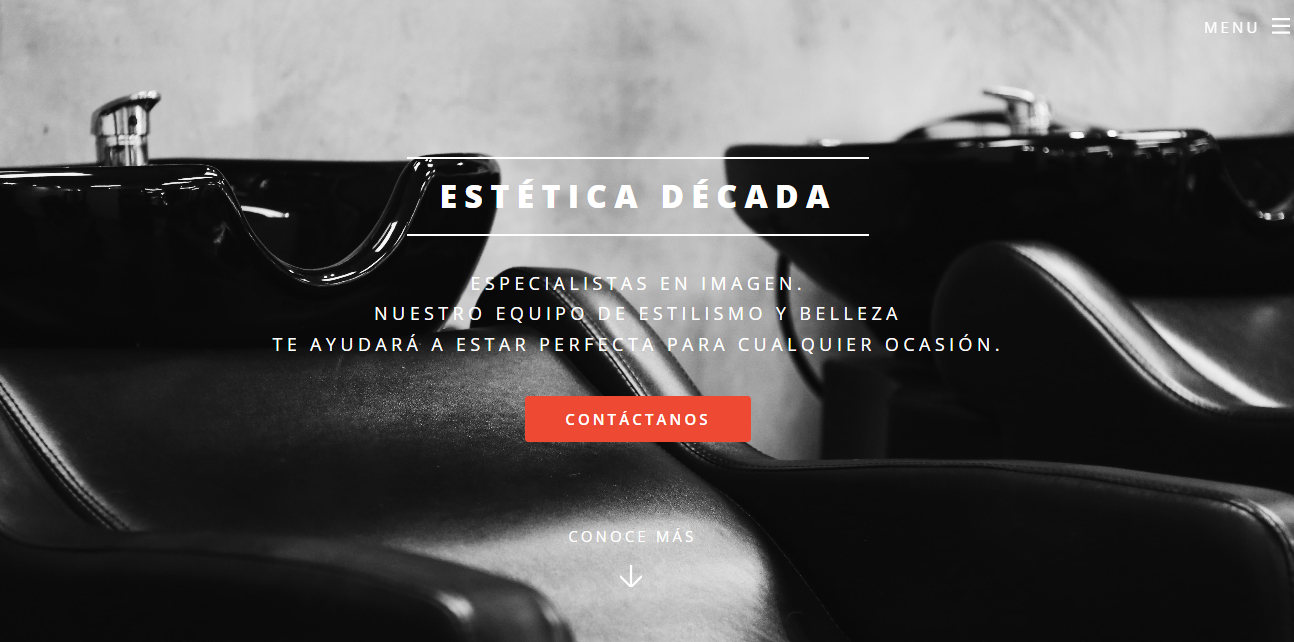 MENU
ESTÉTICA DÉCADA
ESPECIALISTAS EN IMAGEN.
NUESTRO EQUIPO DE ESTILISMO Y BELLEZA
TE AYUDARÁ A ESTAR PERFECTA PARA CUALQUIER OCASIÓN.
CONTÁCTANOS
CONOCE MÁS